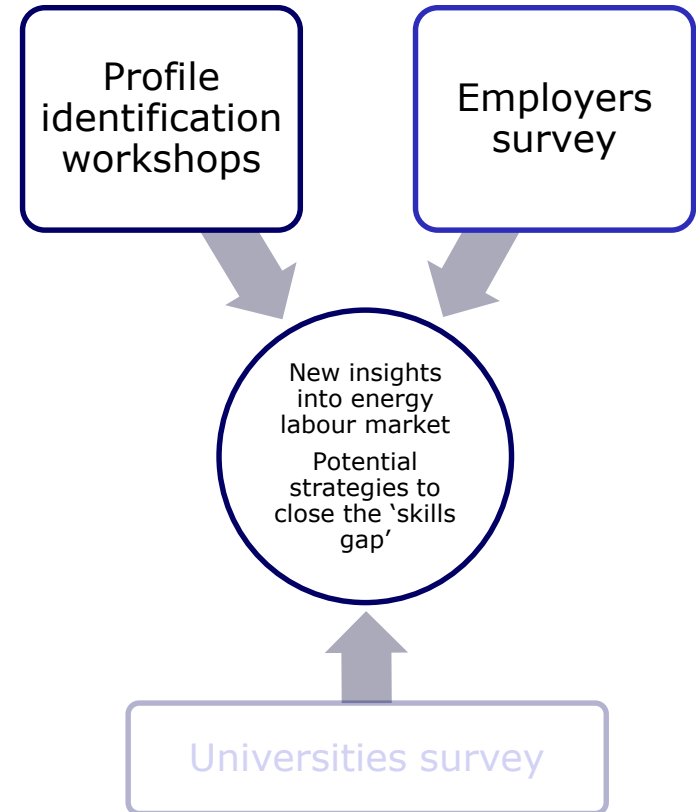 Profile
identification
workshops
Employers
survey
New insights
into energy
labour market
Potential
strategies to
close the ‘skills
gap’
Universities survey